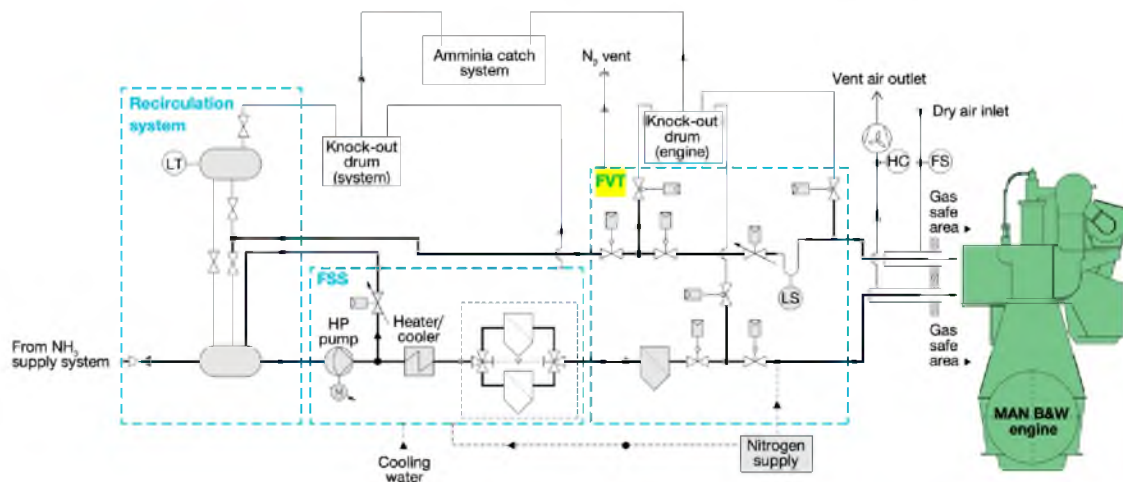 Amminia catch
system
N₂ vent
Vent air outlet
Dry air inlet
Recirculation
system
LT
Knock-out
drum
(system)
Knock-out
drum
(engine)
HC
FS
FVT
Gas
safe
area
FSS
LS
HP
pump
Heater/
cooler
From NH₃
supply system
M
Gas
safe
area
MAN B&W
engine
Cooling
water
Nitrogen
supply